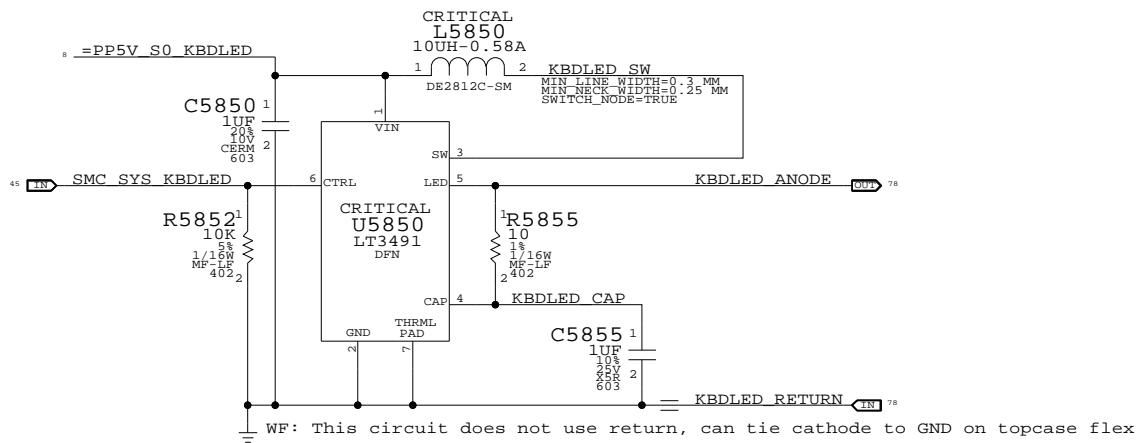 CRITICAL
L5850
10UH-0.58A
8 =PP5V_S0_KBDLED
1 2 KBDLED_SW
DE2812C-SM
MIN_LINE_WIDTH=0.3 MM
MIN_NECK_WIDTH=0.25 MM
SWITCH_NODE=TRUE
C5850 1
1UF
20%
10V
CERM 2
603
1
VIN
SW 3
45 IN SMC_SYS_KBDLED 6 CTRL
LED 5 KBDLED_ANODE OUT 78
CRITICAL
U5850
LT3491
DFN
R5852 1
10K
5%
1/16W
MF-LF
402 2
1 R5855
10
1%
1/16W
MF-LF
2 402
CAP 4 KBDLED_CAP
GND
THRML
PAD
2
7
C5855 1
1UF
10%
25V 2
X5R
603
KBDLED_RETURN IN 78
WF: This circuit does not use return, can tie cathode to GND on topcase flex